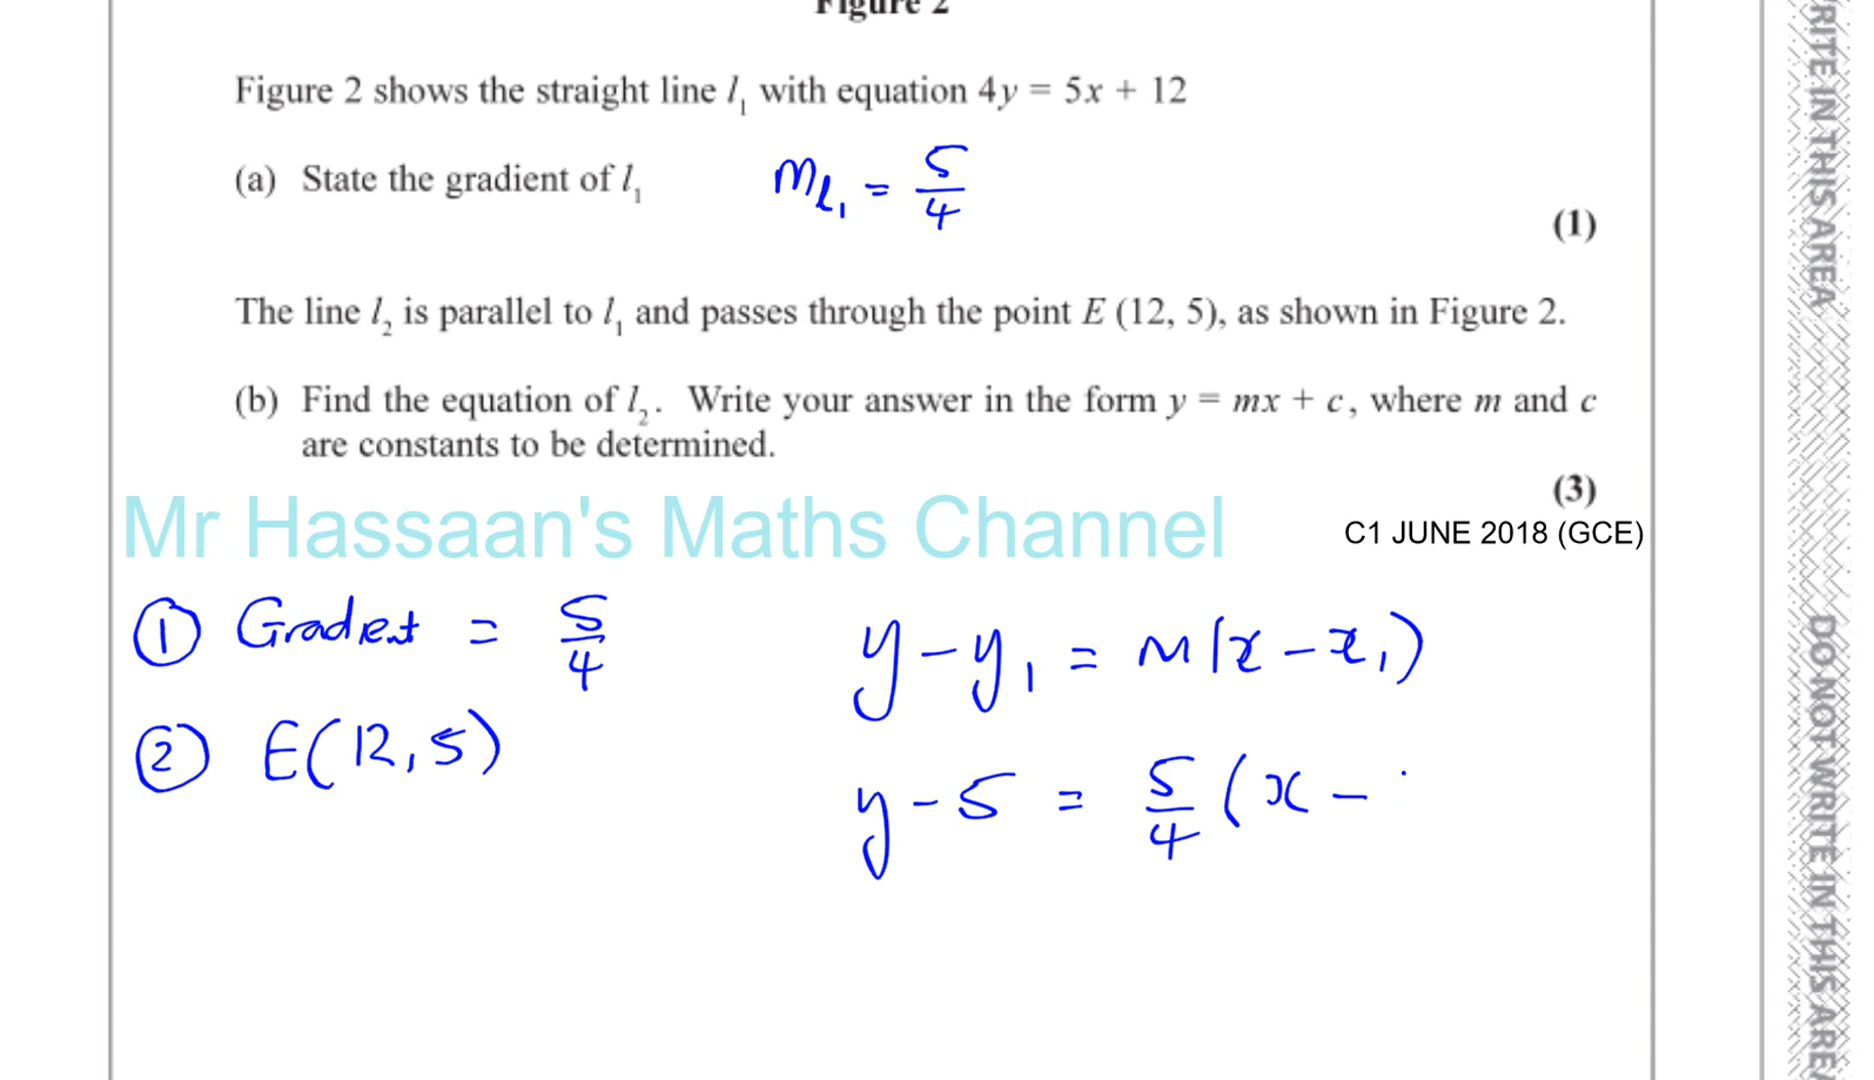 Figure 2
Figure 2 shows the straight line l₁ with equation 4y = 5x + 12
(a) State the gradient of l₁
m_l₁ = 5/4
(1)
The line l₂ is parallel to l₁ and passes through the point E (12, 5), as shown in Figure 2.
(b) Find the equation of l₂. Write your answer in the form y = mx + c, where m and c
are constants to be determined.
(3)
Mr Hassaan's Maths Channel
C1 JUNE 2018 (GCE)
① Gradient = 5/4
② E(12,5)
y - y₁ = m(x - x₁)
y - 5 = 5/4 (x -
RITE IN THIS AREA
DO NOT WRITE IN THIS AREA